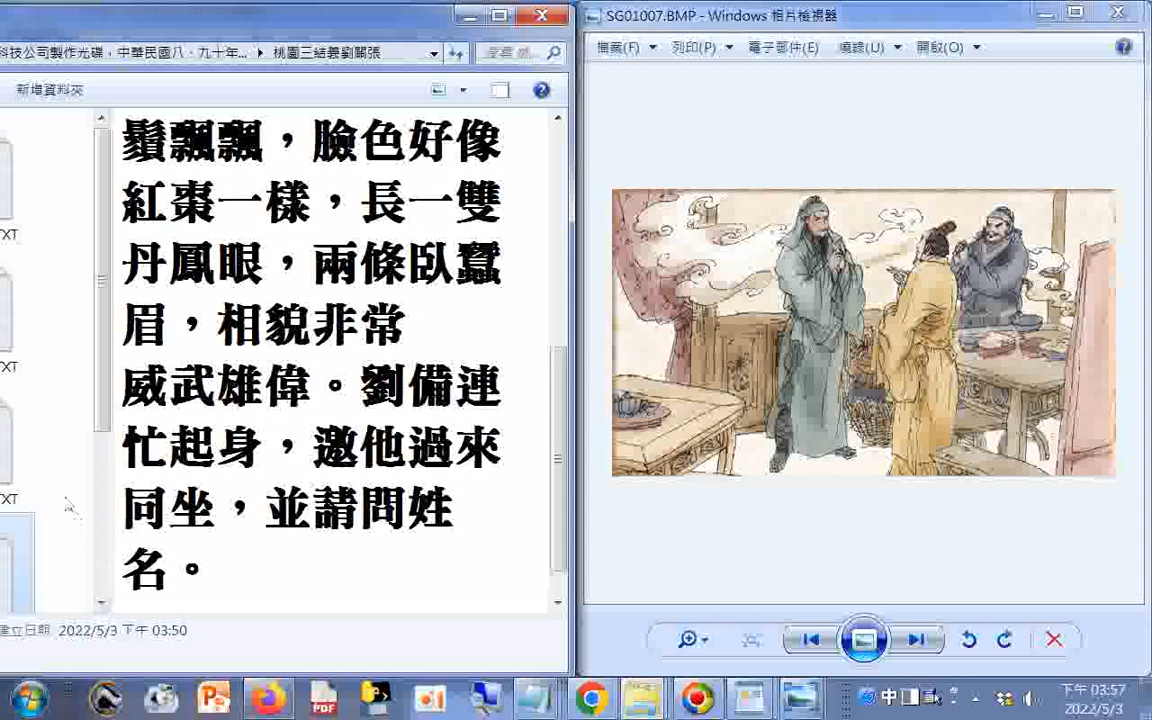 科技公司製作光碟，中華民國八、九十年... 桃園三結義劉關張
新增資料夾
TXT
TXT
TXT
鬚飄飄，臉色好像
紅棗一樣，長一雙
丹鳳眼，兩條臥蠶
眉，相貌非常
威武雄偉。劉備連
忙起身，邀他過來
同坐，並請問姓
名。
建立日期 2022/5/3 下午 03:50
SG01007.BMP - Windows 相片檢視器
檔案(F) 列印(P) 電子郵件(E) 燒錄(U) 開啟(O)
PDF
中
下午 03:57
2022/5/3